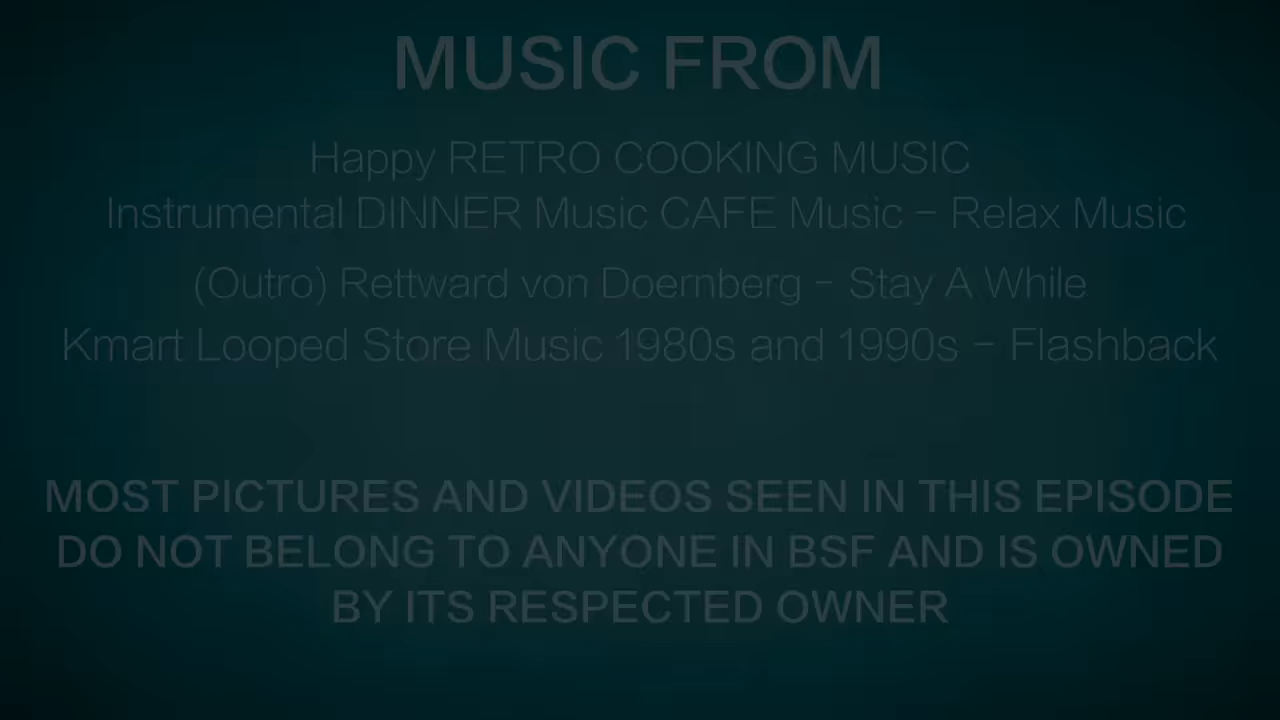 MUSIC FROM
Happy RETRO COOKING MUSIC
Instrumental DINNER Music CAFE Music - Relax Music
(Outro) Rettward von Doernberg - Stay A While
Kmart Looped Store Music 1980s and 1990s - Flashback
MOST PICTURES AND VIDEOS SEEN IN THIS EPISODE
DO NOT BELONG TO ANYONE IN BSF AND IS OWNED
BY ITS RESPECTED OWNER